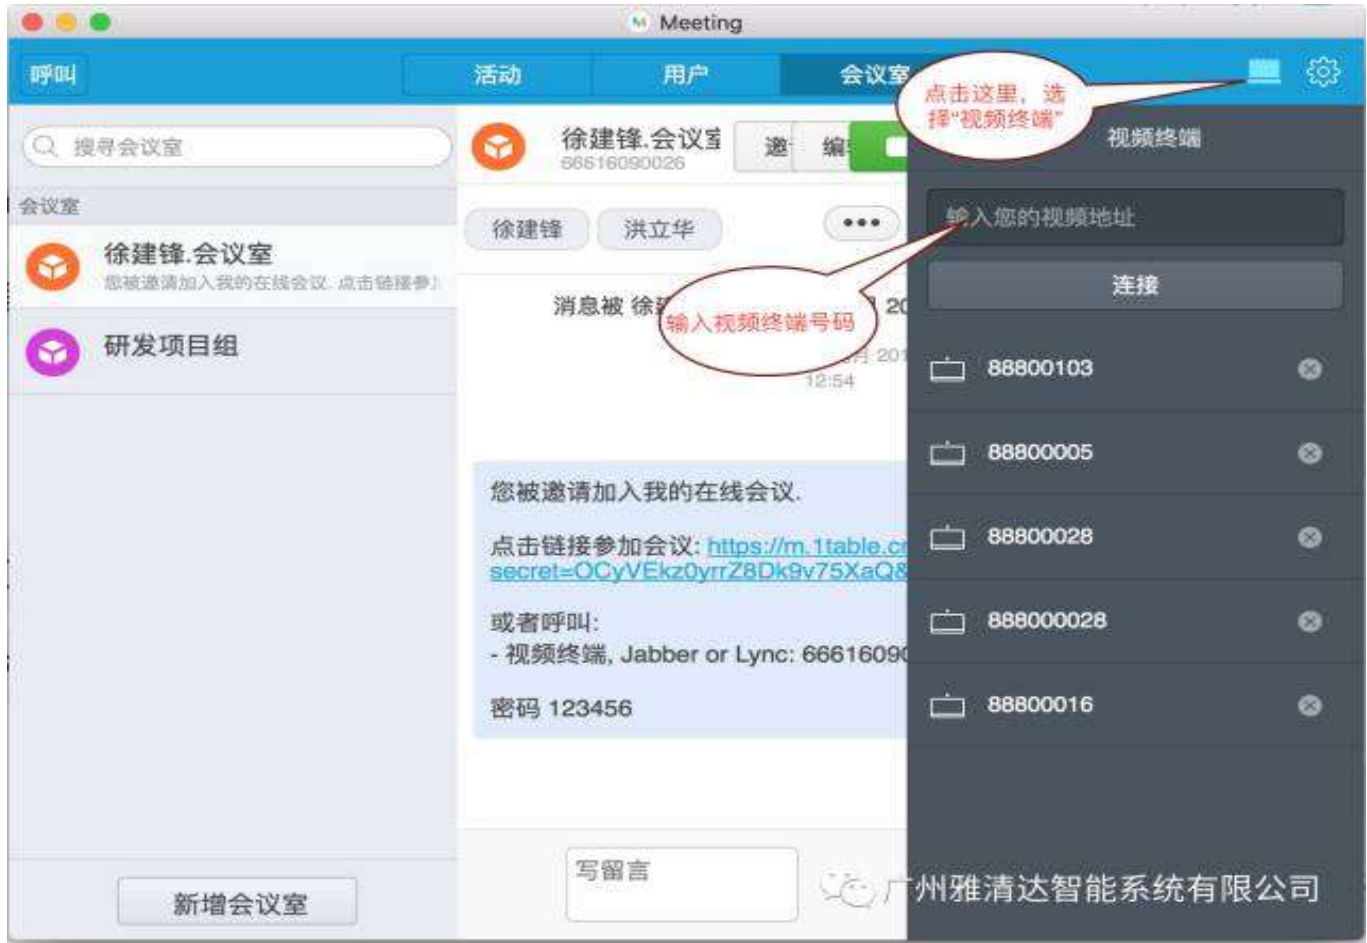 Meeting
呼叫
活动
用户
会议室
点击这里，选
择“视频终端”
搜寻会议室
会议室
徐建锋.会议室
您被邀请加入我的在线会议. 点击链接参加
研发项目组
新增会议室
徐建锋.会议室
66616090026
邀
编
徐建锋
洪立华
消息被 徐
20
输入视频终端号码
月 201
12:54
您被邀请加入我的在线会议.
点击链接参加会议: https://m.1table.cn
secret=OCyVEkz0yrrZ8Dk9v75XaQ&
或者呼叫:
- 视频终端, Jabber or Lync: 66616090
密码 123456
写留言
视频终端
输入您的视频地址
连接
88800103
88800005
88800028
888000028
88800016
广州雅清达智能系统有限公司